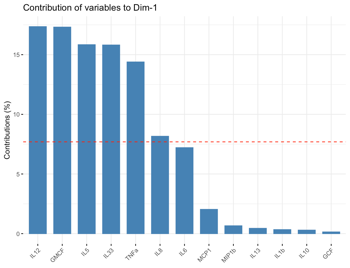 Contribution of variables to Dim-1
Contributions (%)
15
10
5
0
IL12
GMCF
IL5
IL33
TNFa
IL8
IL6
MCP1
MIP1b
IL13
IL1b
IL10
GCF